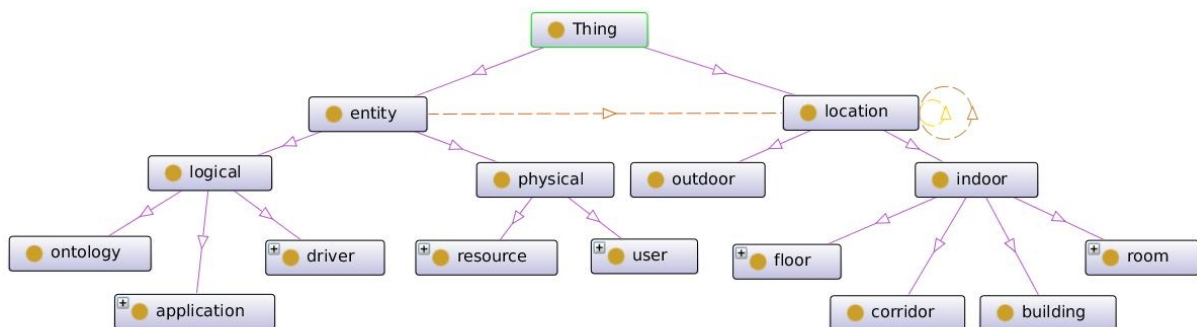 Thing
entity
location
logical
physical
outdoor
indoor
ontology
driver
resource
user
floor
room
application
corridor
building